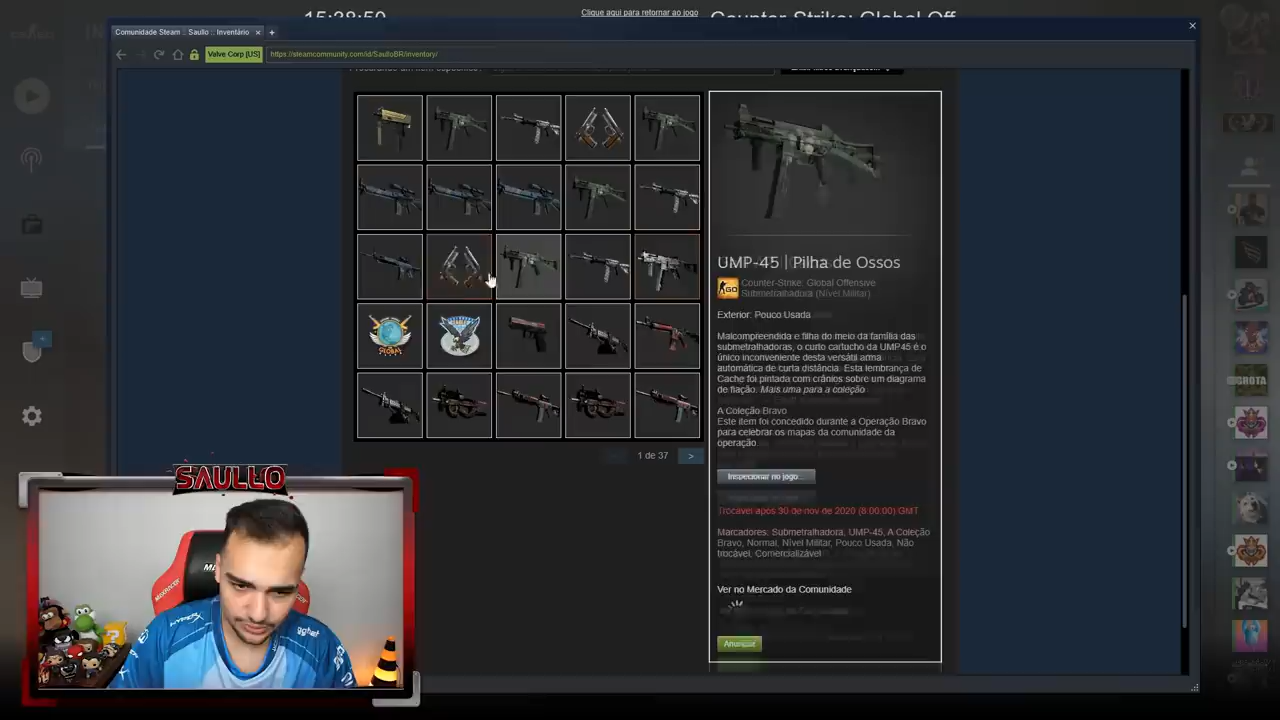 15:38:50
Clique aqui para retornar ao jogo
Counter Strike: Global Off
Comunidade Steam :: Saullo :: Inventário
Valve Corp [US]
https://steamcommunity.com/id/SaulloBR/inventory/
UMP-45 | Pilha de Ossos
Counter-Strike: Global Offensive
Submetralhadora (Nível Militar)
Exterior: Pouco Usada
Malcompreendida e filha do meio da família das
submetralhadoras, o curto cartucho da UMP45 é o
único inconveniente desta versátil arma
automática de curta distância. Esta lembrança de
Cache foi pintada com crânios sobre um diagrama
de fiação. Mais uma para a coleção
A Coleção Bravo
Este item foi concedido durante a Operação Bravo
para celebrar os mapas da comunidade da
operação.
1 de 37
>
Inspecionar no jogo...
Trocável após 30 de nov de 2020 (8:00:00) GMT
Marcadores: Submetralhadora, UMP-45, A Coleção
Bravo, Normal, Nível Militar, Pouco Usada, Não
trocável, Comercializável
Ver no Mercado da Comunidade
Anunciar
SAULLO
HYPERX
GROTA